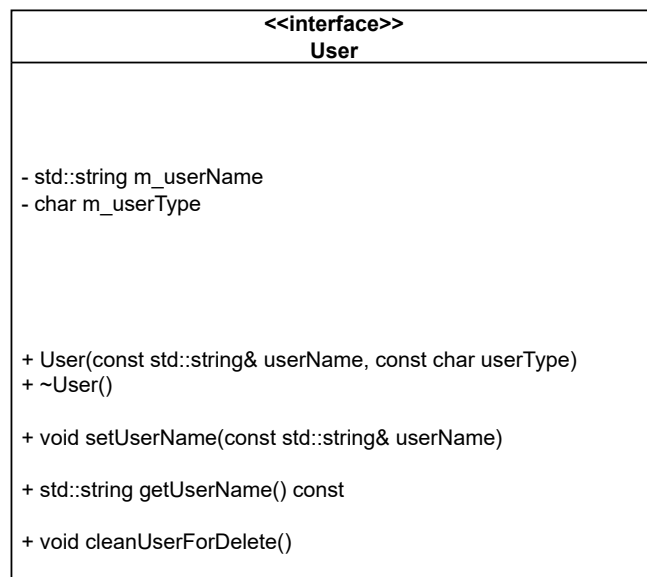 <<interface>>
User
- std::string m_userName
- char m_userType
+ User(const std::string& userName, const char userType)
+ ~User()
+ void setUserName(const std::string& userName)
+ std::string getUserName() const
+ void cleanUserForDelete()